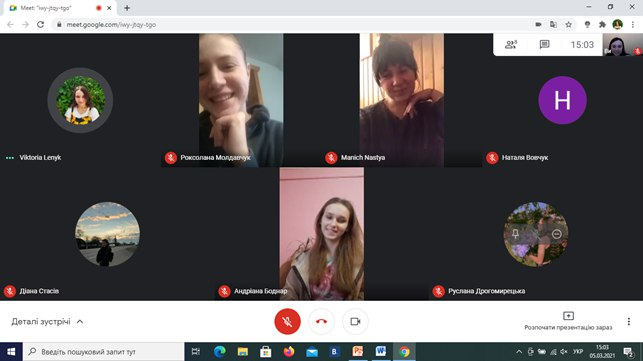 Meet: "iwy-jtqy-tgo"
meet.google.com/iwy-jtqy-tgo
8
15:03
Viktoria Lenyk
Роксолана Молдавчук
Manich Nastya
Н
Наталя Вовчук
Діана Стасів
Андріана Боднар
Руслана Дрогомирецька
Деталі зустрічі
Розпочати презентацію зараз
Введіть пошуковий запит тут
УКР
15:03
05.03.2021